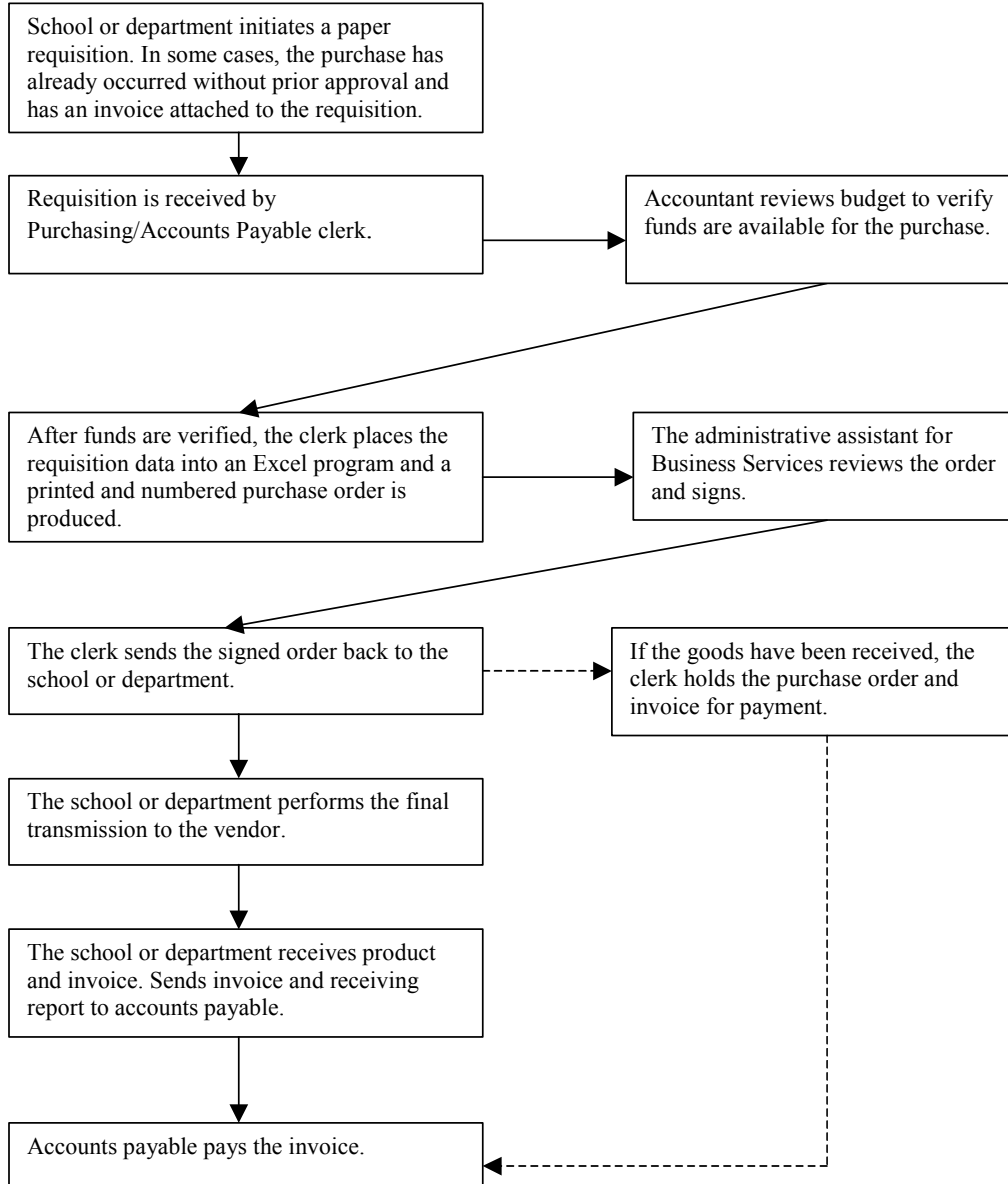 School or department initiates a paper
requisition. In some cases, the purchase has
already occurred without prior approval and
has an invoice attached to the requisition.
Requisition is received by
Purchasing/Accounts Payable clerk.
Accountant reviews budget to verify
funds are available for the purchase.
After funds are verified, the clerk places the
requisition data into an Excel program and a
printed and numbered purchase order is
produced.
The administrative assistant for
Business Services reviews the order
and signs.
The clerk sends the signed order back to the
school or department.
If the goods have been received, the
clerk holds the purchase order and
invoice for payment.
The school or department performs the final
transmission to the vendor.
The school or department receives product
and invoice. Sends invoice and receiving
report to accounts payable.
Accounts payable pays the invoice.